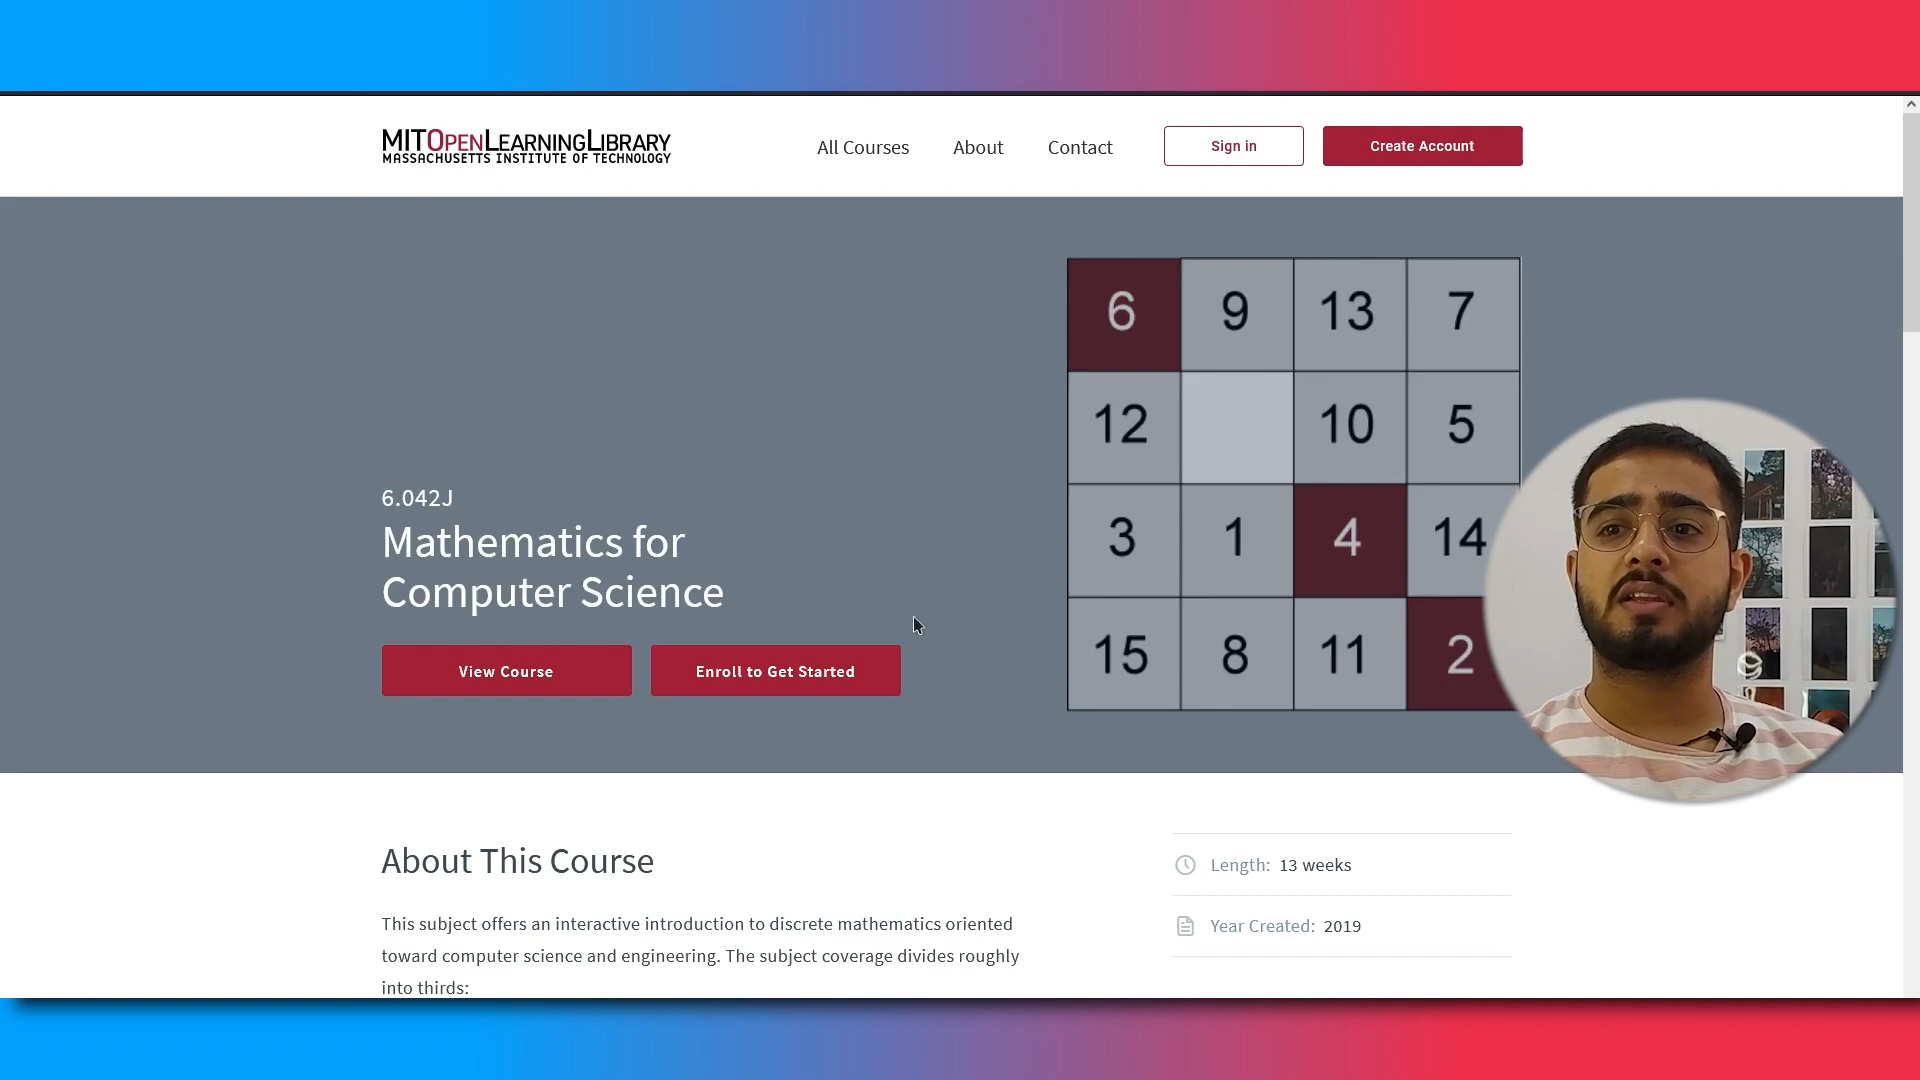 MITOPENLEARNINGLIBRARY
MASSACHUSETTS INSTITUTE OF TECHNOLOGY
All Courses
About
Contact
Sign in
Create Account
6 9 13 7
12 10 5
3 1 4 14
15 8 11 2
6.042J
Mathematics for
Computer Science
View Course
Enroll to Get Started
About This Course
This subject offers an interactive introduction to discrete mathematics oriented
toward computer science and engineering. The subject coverage divides roughly
into thirds:
Length: 13 weeks
Year Created: 2019